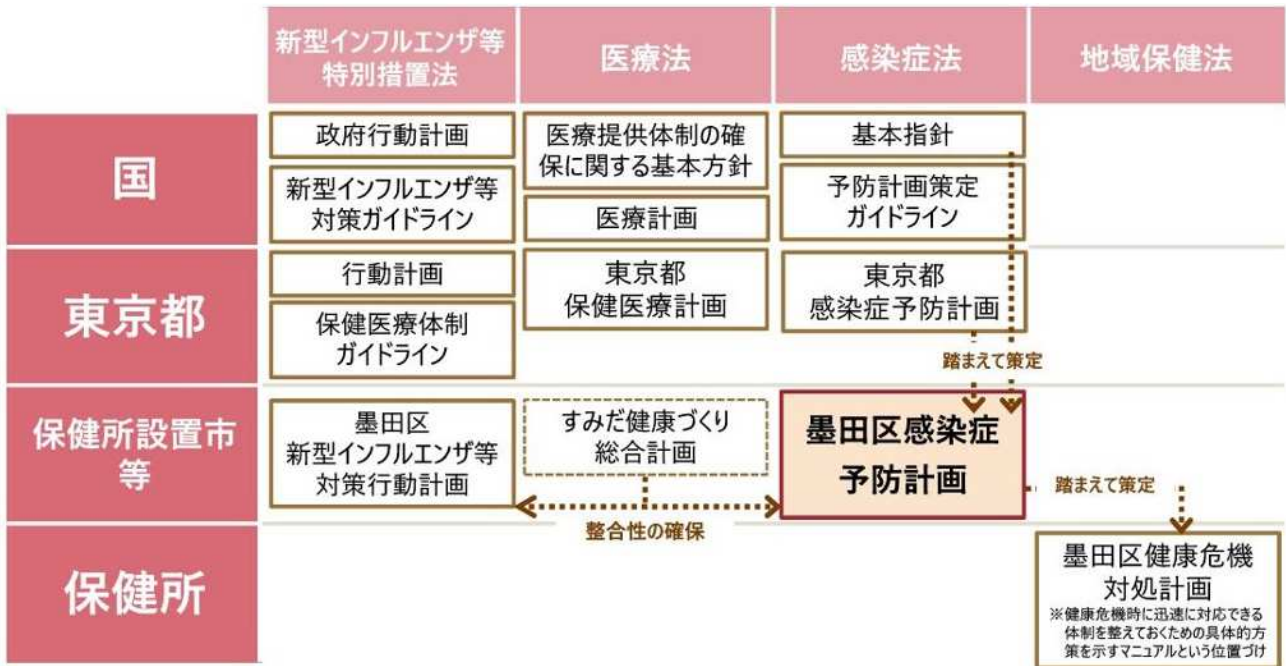 新型インフルエンザ等
特別措置法
医療法
感染症法
地域保健法
国
政府行動計画
新型インフルエンザ等
対策ガイドライン
医療提供体制の確
保に関する基本方針
医療計画
基本指針
予防計画策定
ガイドライン
東京都
行動計画
保健医療体制
ガイドライン
東京都
保健医療計画
東京都
感染症予防計画
踏まえて策定
保健所設置市
等
墨田区
新型インフルエンザ等
対策行動計画
すみだ健康づくり
総合計画
墨田区感染症
予防計画
踏まえて策定
整合性の確保
保健所
墨田区健康危機
対処計画
※健康危機時に迅速に対応できる
体制を整えておくための具体的方
策を示すマニュアルという位置づけ